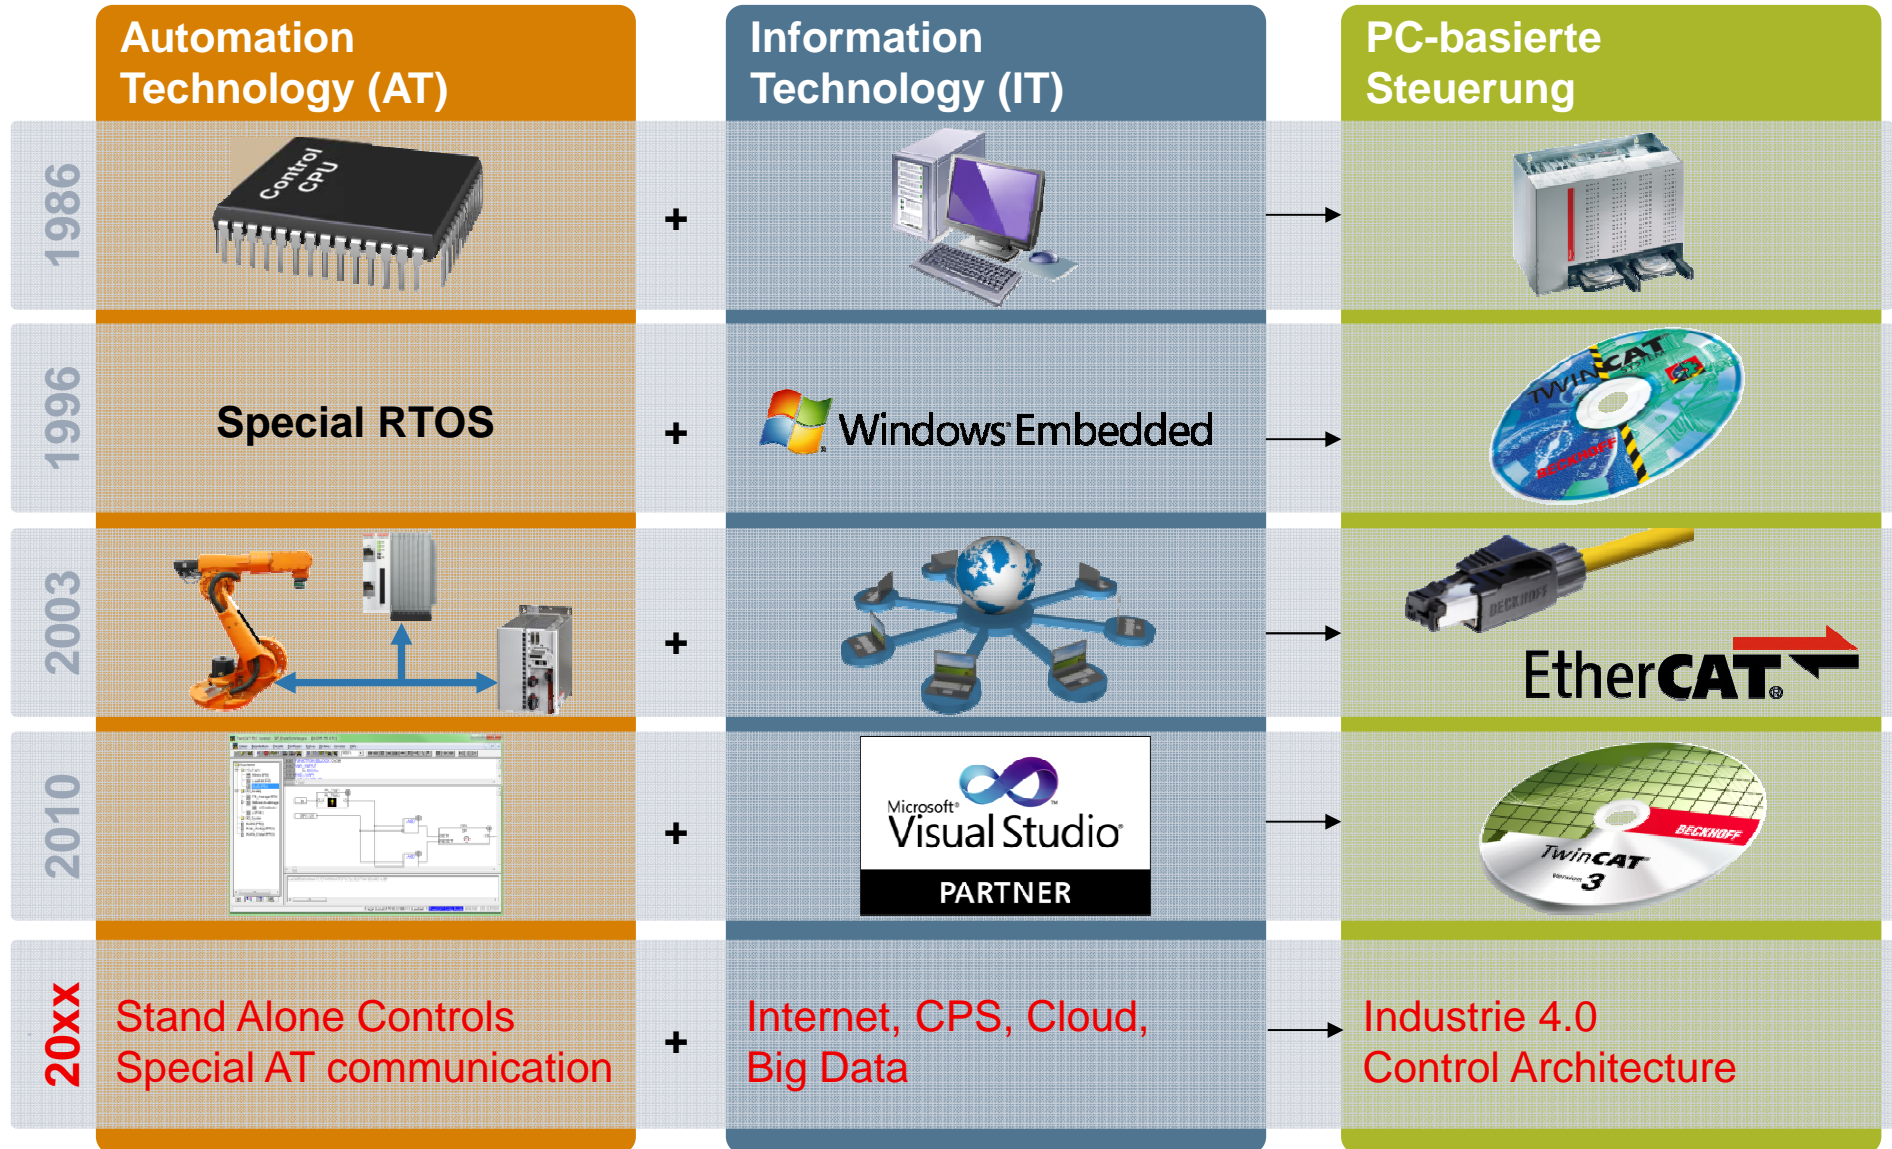 Automation
Technology (AT)
Information
Technology (IT)
PC-basierte
Steuerung
1986
Control
CPU
+
1996
Special RTOS
+
Windows® Embedded
TWINCAT
SYSTEM
BECKHOFF
2003
+
BECKHOFF
EtherCAT®
2010
+
Microsoft®
Visual Studio®
PARTNER
BECKHOFF
TwinCAT®
Version 3
20xx
Stand Alone Controls
Special AT communication
+
Internet, CPS, Cloud,
Big Data
Industrie 4.0
Control Architecture